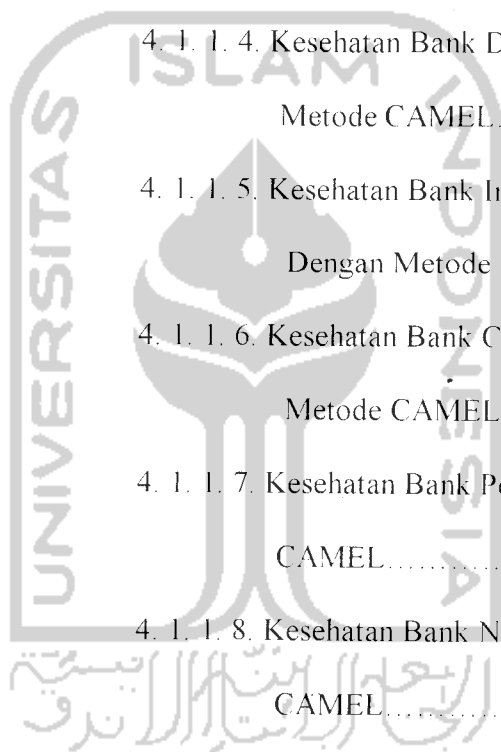 4. 1. 1. 4. Kesehatan Bank D
ISLAM
Metode CAMEL.
4. 1. 1. 5. Kesehatan Bank
Dengan Metode
4. 1. 1. 6. Kesehatan Bank C
Metode CAMEL
4. 1. 1. 7. Kesehatan Bank
CAMEL............
4. 1. 1. 8. Kesehatan Bank N
CAMEL............
UNIVERSITAS
INDONESIA